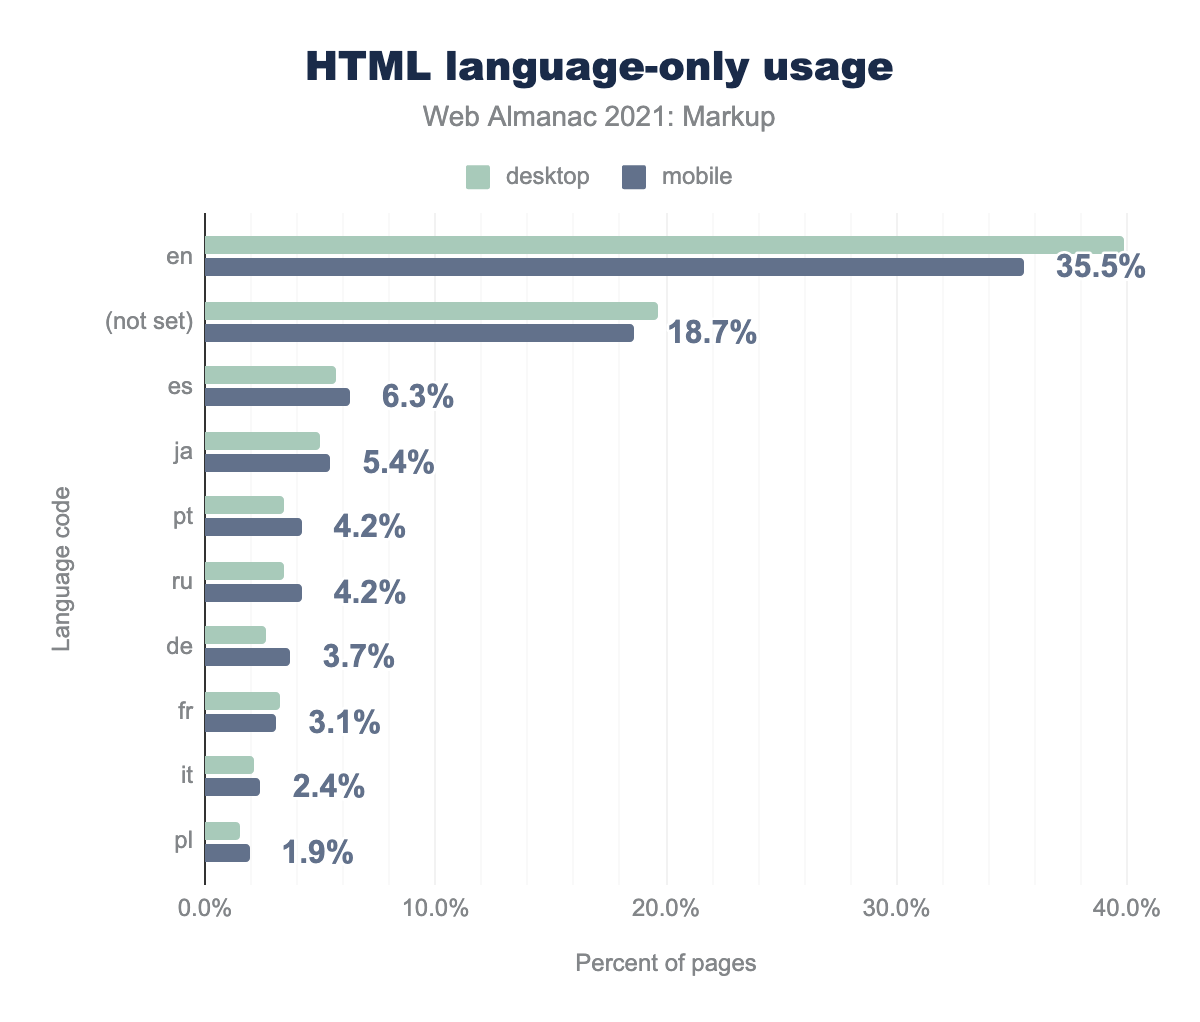 HTML language-only usage
Web Almanac 2021: Markup
desktop
mobile
en
35.5%
(not set)
18.7%
es
6.3%
ja
5.4%
pt
4.2%
ru
4.2%
de
3.7%
fr
3.1%
it
2.4%
pl
1.9%
Language code
0.0%
10.0%
20.0%
30.0%
40.0%
Percent of pages